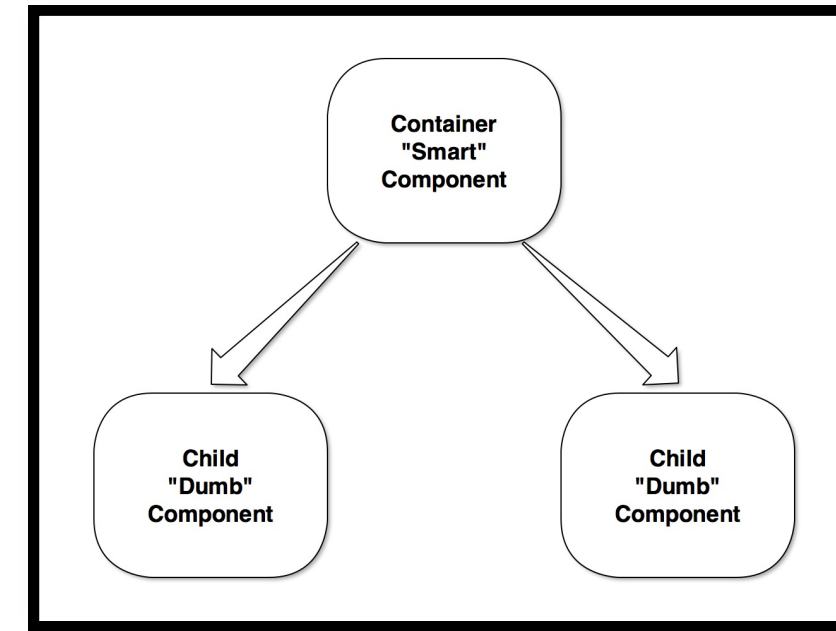 Container
"Smart"
Component
Child
"Dumb"
Component
Child
"Dumb"
Component